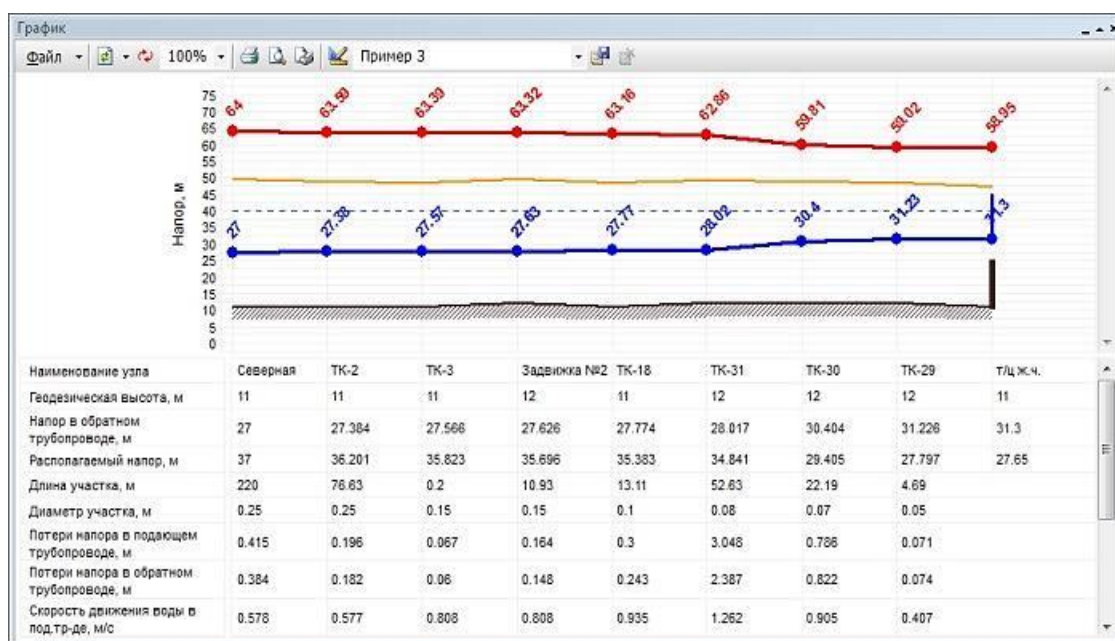 График
Файл 100% Пример 3
75
70
65
60
55
50
45
40
35
30
25
20
15
10
5
0
Напор, м
64 63.59 63.39 63.32 63.16 62.86 59.81 59.02 58.95
27 27.38 27.57 27.63 27.77 28.02 30.4 31.23 31.3
Наименование узла Северная ТК-2 ТК-3 Задвижка №2 ТК-18 ТК-31 ТК-30 ТК-29 т/ц ж.ч.
Геодезическая высота, м 11 11 11 12 11 12 12 12 11
Напор в обратном
трубопроводе, м 27 27.384 27.566 27.626 27.774 28.017 30.404 31.226 31.3
Располагаемый напор, м 37 36.201 35.823 35.696 35.383 34.841 29.405 27.797 27.65
Длина участка, м 220 76.63 0.2 10.93 13.11 52.63 22.19 4.69
Диаметр участка, м 0.25 0.25 0.15 0.15 0.1 0.08 0.07 0.05
Потери напора в подающем
трубопроводе, м 0.415 0.196 0.067 0.164 0.3 3.048 0.786 0.071
Потери напора в обратном
трубопроводе, м 0.384 0.182 0.06 0.148 0.243 2.387 0.822 0.074
Скорость движения воды в
под.тр-де, м/с 0.578 0.577 0.808 0.808 0.935 1.262 0.905 0.407